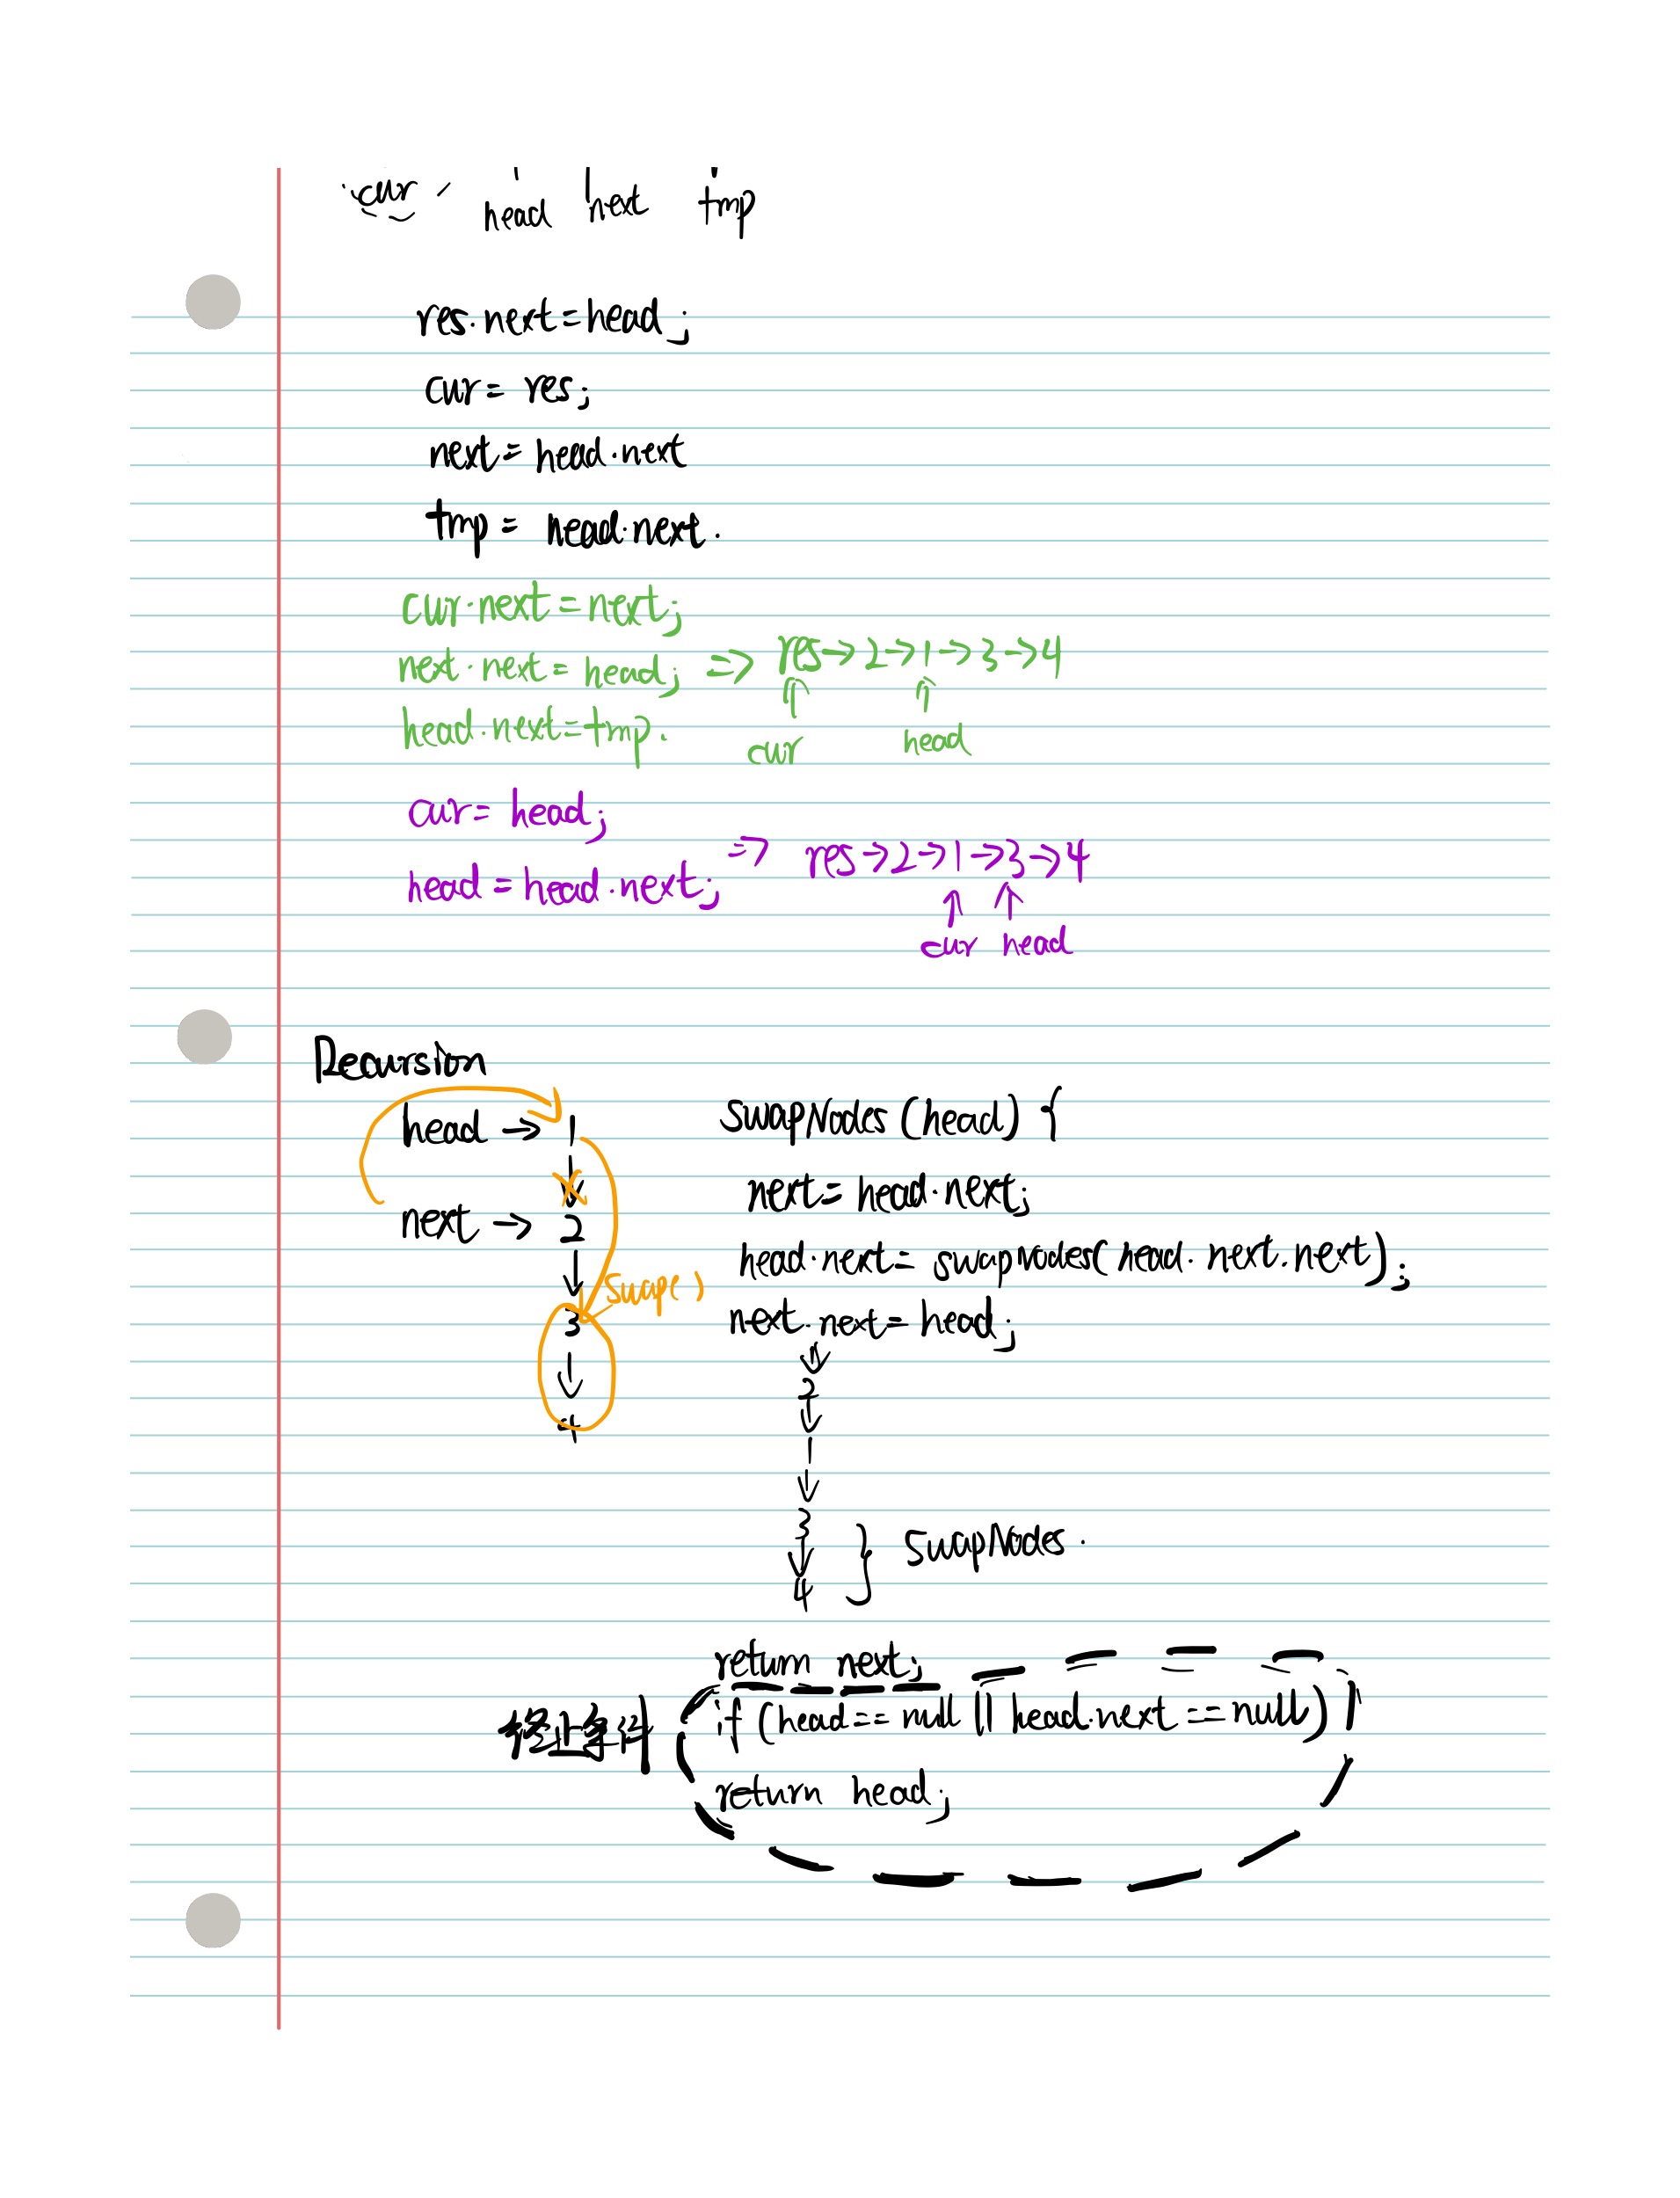 cur head next tmp
res.next=head;
cur= res;
next= head.next
tmp= head.next.
cur.next=next;
next.next=head; => res→2→1→3→4
head.next=tmp. cur head
cur= head;
head=head.next; => res→2→1→3→4
cur head
Recursion
head → 1
next → 2
3
4
swap()
swapNodes(head) {
next=head.next;
head.next=swapNodes(head.next.next);
next.next=head;
2
1
3
4
} swapNodes.
return next;
终止条件 if (head==null || head.next==null)
return head;